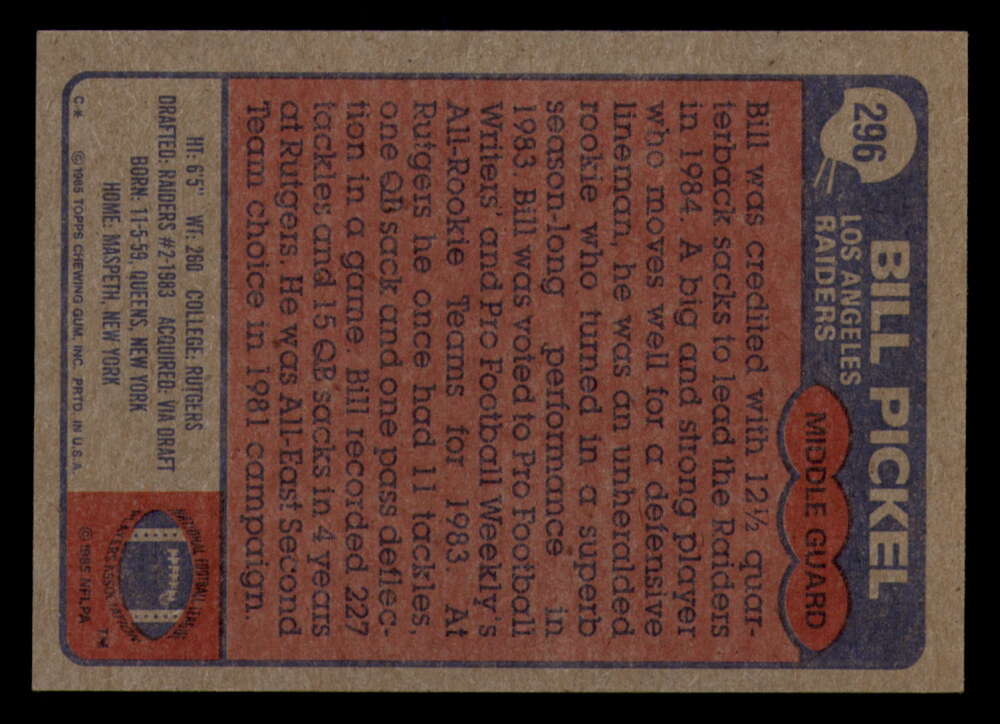 296
BILL PICKEL
LOS ANGELES
RAIDERS
MIDDLE GUARD
Bill was credited with 12½ quar-
terback sacks to lead the Raiders
in 1984. A big and strong player
who moves well for a defensive
lineman, he was an unheralded
rookie who turned in a superb
season-long performance in
1983. Bill was voted to Pro Football
Writers' and Pro Football Weekly's
All-Rookie Teams for 1983. At
Rutgers he once had 11 tackles,
one QB sack and one pass deflec-
tion in a game. Bill recorded 227
tackles and 15 QB sacks in 4 years
at Rutgers. He was All-East Second
Team choice in 1981 campaign.
HT: 6'5" WT: 260 COLLEGE: RUTGERS
DRAFTED: RAIDERS #2-1983 ACQUIRED: VIA DRAFT
BORN: 11-5-59, QUEENS, NEW YORK
HOME: MASPETH, NEW YORK
C* © 1985 TOPPS CHEWING GUM, INC. PRTD. IN U.S.A.
NATIONAL FOOTBALL LEAGUE
PLAYERS ASSOCIATION
TM
© 1985 NFLPA